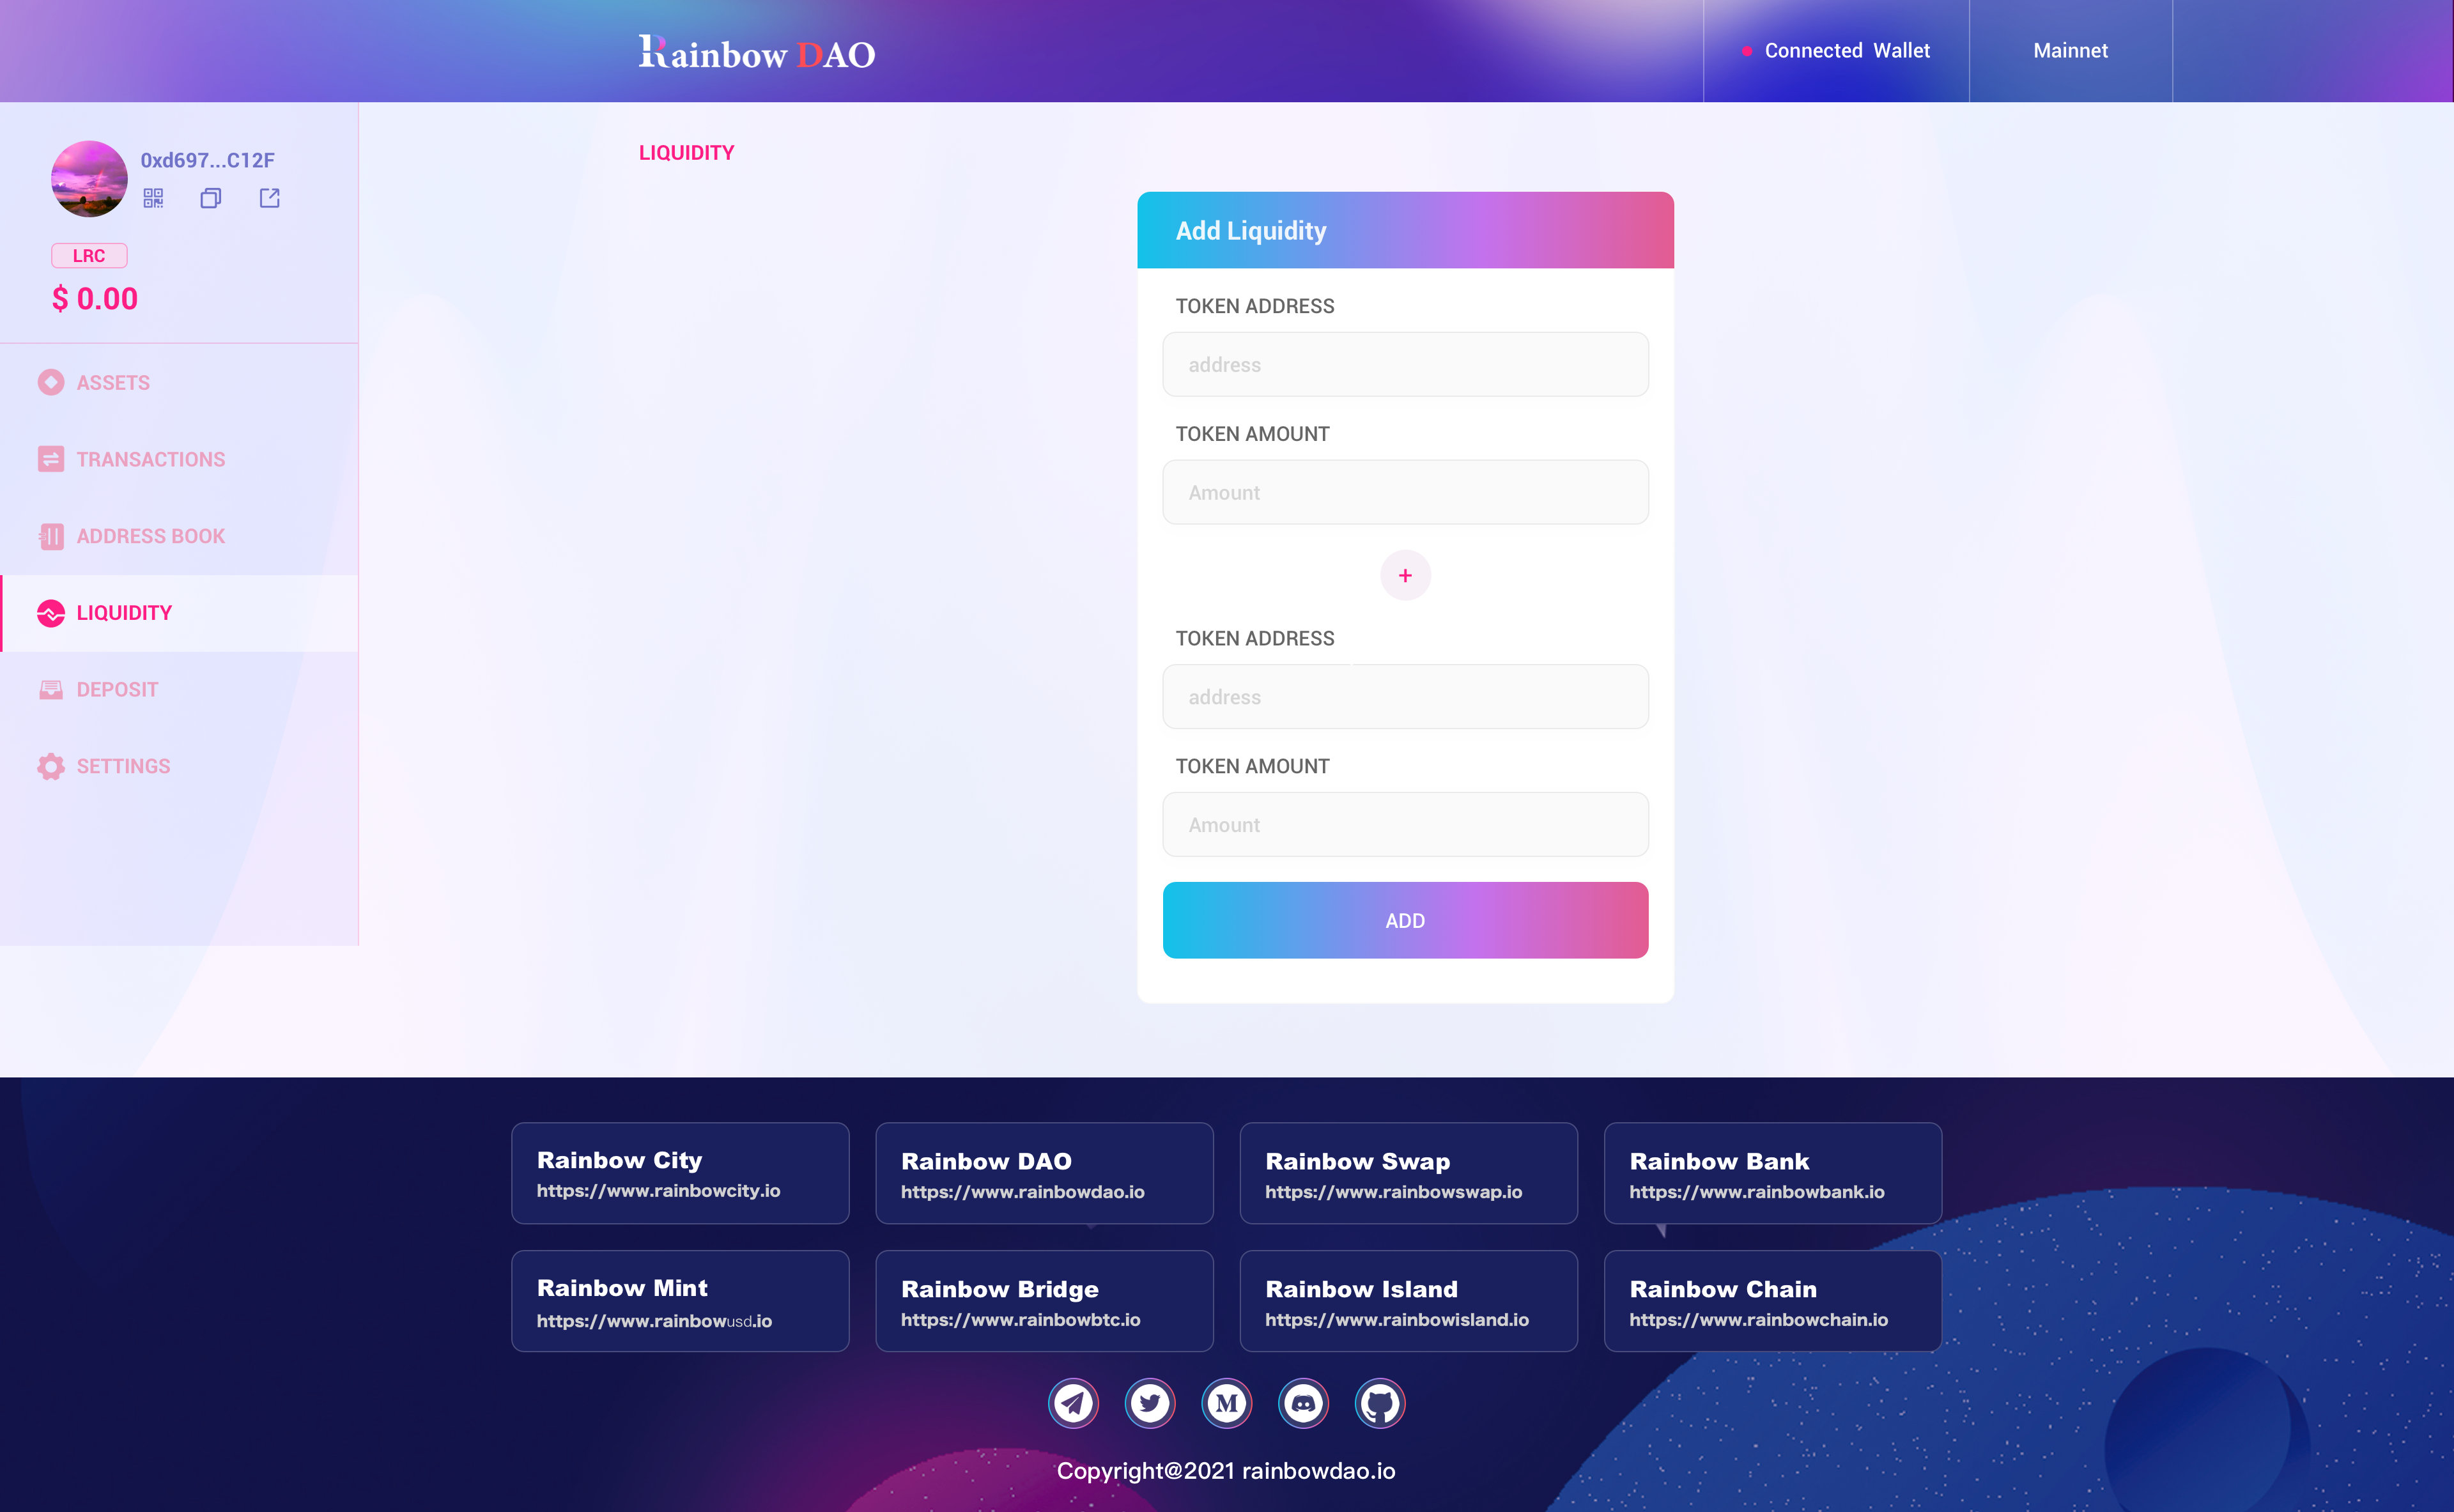 Rainbow DAO
Connected Wallet
Mainnet
0xd697...C12F
LRC
$ 0.00
ASSETS
TRANSACTIONS
ADDRESS BOOK
LIQUIDITY
DEPOSIT
SETTINGS
LIQUIDITY
Add Liquidity
TOKEN ADDRESS
address
TOKEN AMOUNT
Amount
+
TOKEN ADDRESS
address
TOKEN AMOUNT
Amount
ADD
Rainbow City
https://www.rainbowcity.io
Rainbow DAO
https://www.rainbowdao.io
Rainbow Swap
https://www.rainbowswap.io
Rainbow Bank
https://www.rainbowbank.io
Rainbow Mint
https://www.rainbowusd.io
Rainbow Bridge
https://www.rainbowbtc.io
Rainbow Island
https://www.rainbowisland.io
Rainbow Chain
https://www.rainbowchain.io
M
Copyright@2021 rainbowdao.io